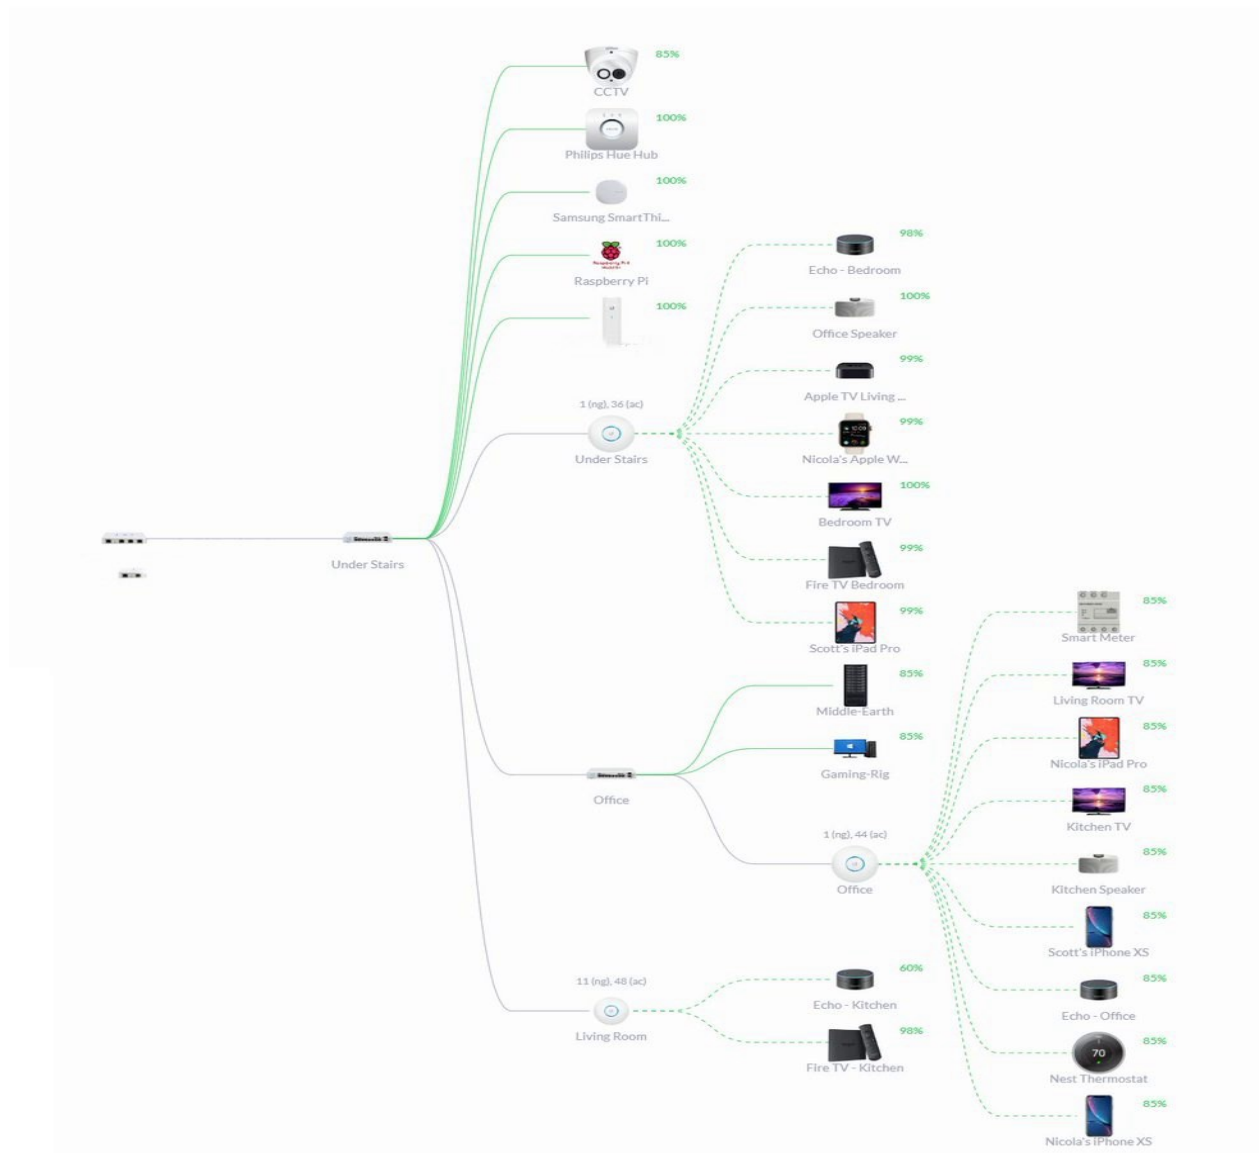 85%
CCTV
100%
Philips Hue Hub
100%
Samsung SmartThi...
100%
Raspberry Pi
100%
1 (ng), 36 (ac)
Under Stairs
98%
Echo - Bedroom
100%
Office Speaker
99%
Apple TV Living ...
99%
Nicola's Apple W...
100%
Bedroom TV
99%
Fire TV Bedroom
99%
Scott's iPad Pro
Under Stairs
85%
Middle-Earth
85%
Gaming-Rig
Office
1 (ng), 44 (ac)
Office
85%
Smart Meter
85%
Living Room TV
85%
Nicola's iPad Pro
85%
Kitchen TV
85%
Kitchen Speaker
85%
Scott's iPhone XS
85%
Echo - Office
70
85%
Nest Thermostat
85%
Nicola's iPhone XS
11 (ng), 48 (ac)
Living Room
60%
Echo - Kitchen
98%
Fire TV - Kitchen